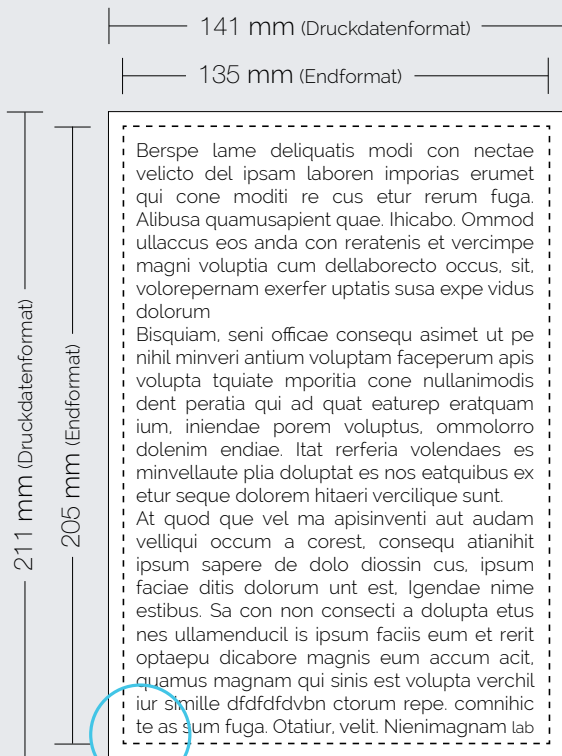 141 mm (Druckdatenformat)
135 mm (Endformat)
211 mm (Druckdatenformat)
205 mm (Endformat)
Berspe lame deliquatis modi con nectae
velicto del ipsam laboren imporias erumet
qui cone moditi re cus etur rerum fuga.
Alibusa quamusapient quae. Ihicabo. Ommod
ullaccus eos anda con reratenis et vercimpe
magni voluptia cum dellaborecto occus, sit,
volorepernam exerfer uptatis susa expe vidus
dolorum
Bisquiam, seni officae consequ asimet ut pe
nihil minveri antium voluptam faceperum apis
volupta tquiate mporitia cone nullanimodis
dent peratia qui ad quat eaturep eratquam
ium, iniendae porem voluptus, ommolorro
dolenim endiae. Itat rerferia volendaes es
minvellaute plia doluptat es nos eatquibus ex
etur seque dolorem hitaeri vercilique sunt.
At quod que vel ma apisinventi aut audam
velliqui occum a corest, consequ atianihit
ipsum sapere de dolo diossin cus, ipsum
faciae ditis dolorum unt est, Igendae nime
estibus. Sa con non consecti a dolupta etus
nes ullamenducil is ipsum faciis eum et rerit
optaepu dicabore magnis eum accum acit,
quamus magnam qui sinis est volupta verchil
iur simille dfdfdfdvbn ctorum repe. comnihic
te as sum fuga. Otatiur, velit. Nienimagnam lab